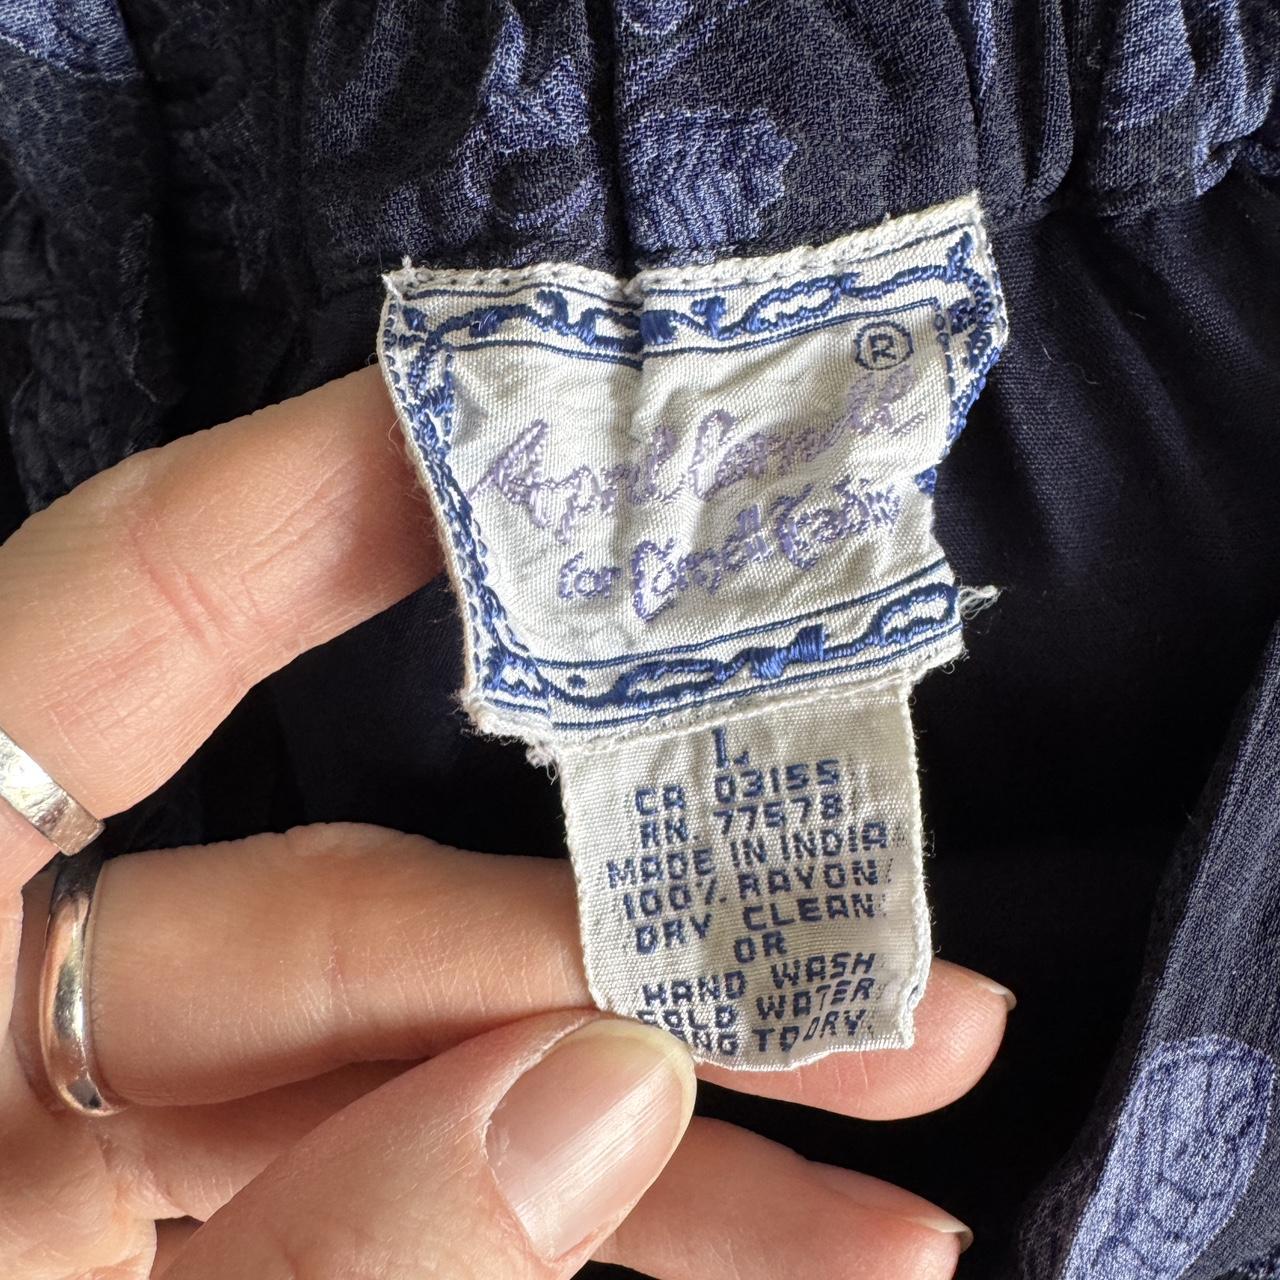 ®
April Cornell
for Cornell Trading
L
CA 03155
RN. 77578
MADE IN INDIA
100% RAYON
DRY CLEAN
OR
HAND WASH
COLD WATER
HANG TO DRY